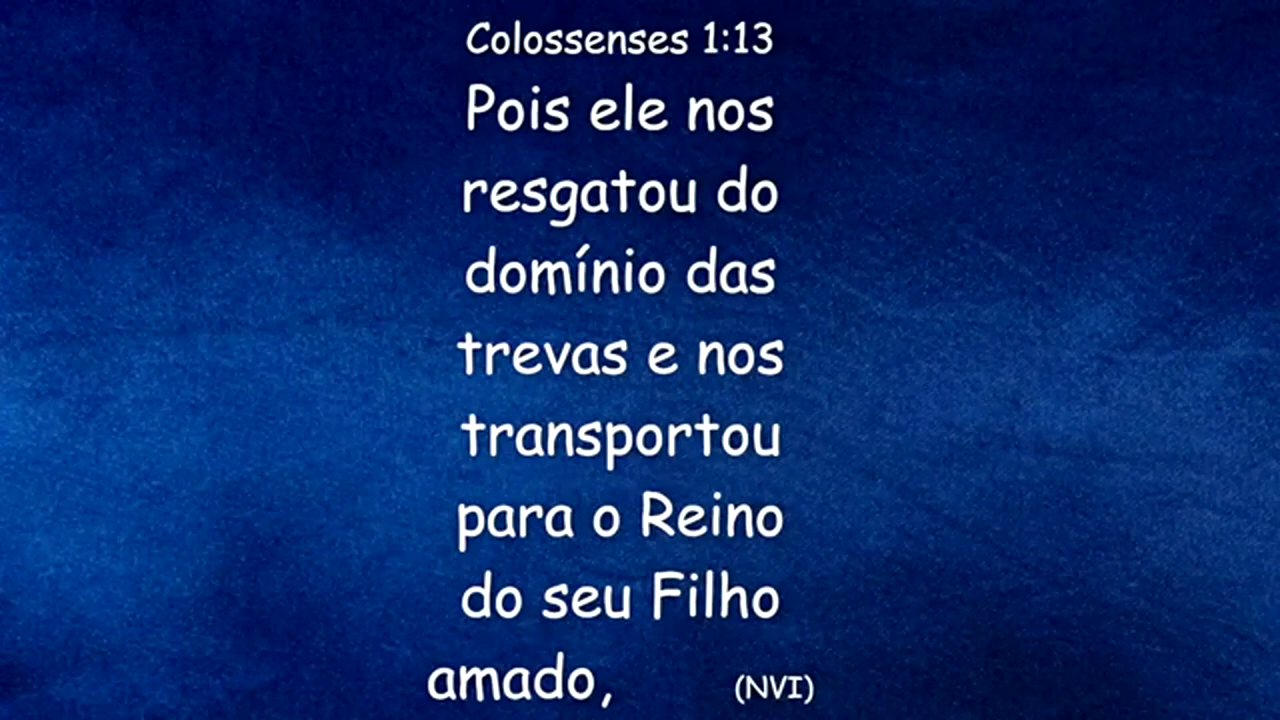 Colossenses 1:13
Pois ele nos
resgatou do
domínio das
trevas e nos
transportou
para o Reino
do seu Filho
amado, (NVI)